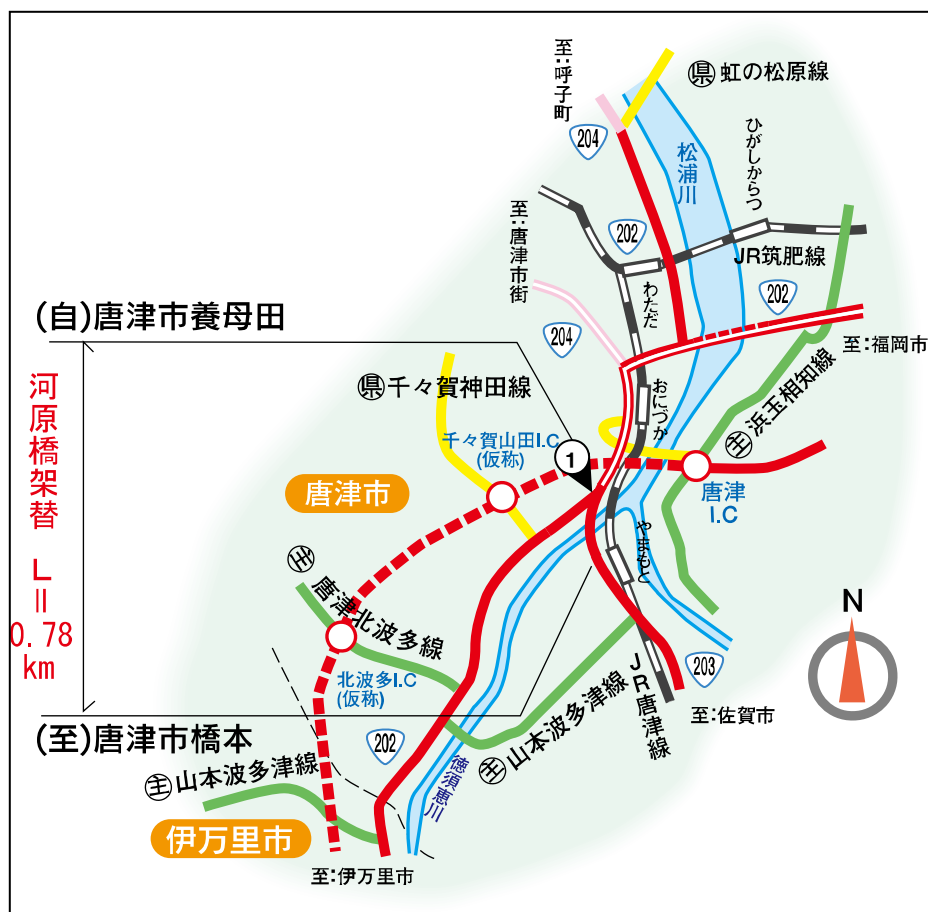 至:呼子町
県 虹の松原線
204
松浦川
ひがしからつ
至:唐津市街
202
JR筑肥線
わただ
202
(自)唐津市養母田
204
至:福岡市
県 千々賀神田線
おにづか
主 浜玉相知線
河原橋架替 L=0.78km
千々賀山田I.C
(仮称)
1
唐津市
唐津
I.C
やまもと
主 唐津北波多線
N
北波多I.C
(仮称)
JR唐津線
203
至:佐賀市
(至)唐津市橋本
202
主 山本波多津線
徳須恵川
主 山本波多津線
伊万里市
至:伊万里市